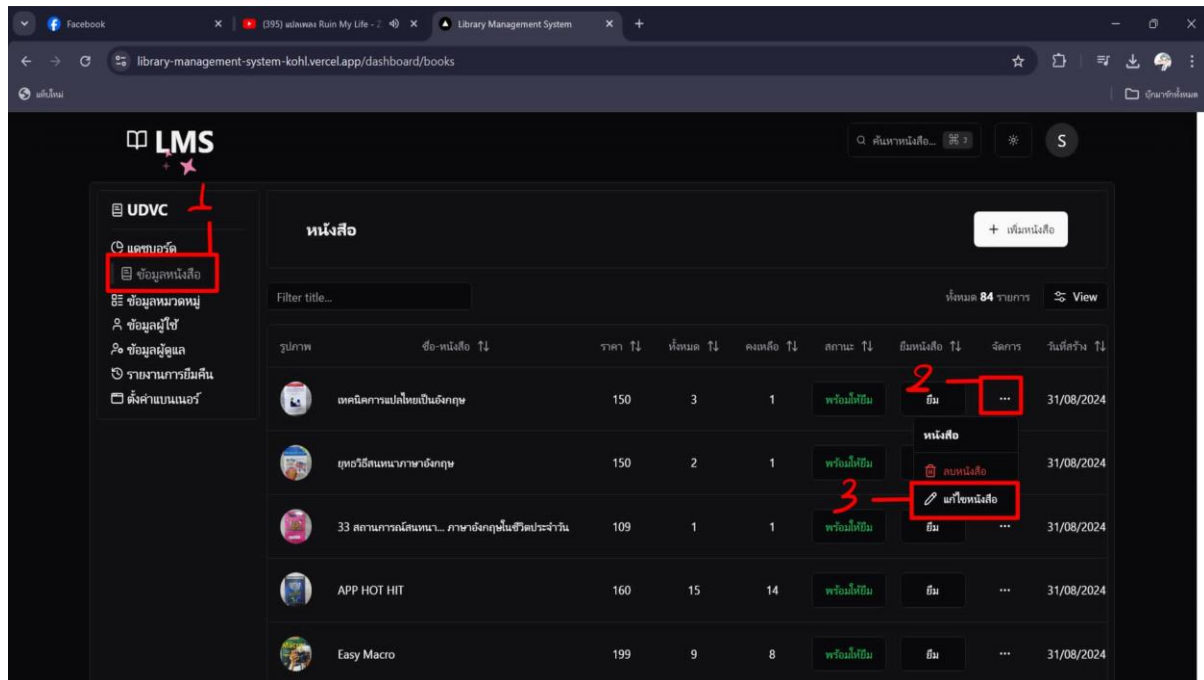 Facebook
(395) แปลเพลง Ruin My Life - Z
Library Management System
library-management-system-kohl.vercel.app/dashboard/books
แท็บใหม่
บุ๊กมาร์กทั้งหมด
LMS
ค้นหาหนังสือ...
S
1
UDVC
แดชบอร์ด
ข้อมูลหนังสือ
ข้อมูลหมวดหมู่
ข้อมูลผู้ใช้
ข้อมูลผู้ดูแล
รายงานการยืมคืน
ตั้งค่าแบนเนอร์
หนังสือ
+ เพิ่มหนังสือ
Filter title...
ทั้งหมด 84 รายการ
View
รูปภาพ ชื่อ-หนังสือ ราคา ทั้งหมด คงเหลือ สถานะ ยืมหนังสือ จัดการ วันที่สร้าง
2
เทคนิคการแปลไทยเป็นอังกฤษ 150 3 1 พร้อมให้ยืม ยืม ... 31/08/2024
หนังสือ
ลบหนังสือ
3
แก้ไขหนังสือ
ยุทธวิธีสนทนาภาษาอังกฤษ 150 2 1 พร้อมให้ยืม 31/08/2024
33 สถานการณ์สนทนา... ภาษาอังกฤษในชีวิตประจำวัน 109 1 1 พร้อมให้ยืม ยืม ... 31/08/2024
APP HOT HIT 160 15 14 พร้อมให้ยืม ยืม ... 31/08/2024
Easy Macro 199 9 8 พร้อมให้ยืม ยืม ... 31/08/2024